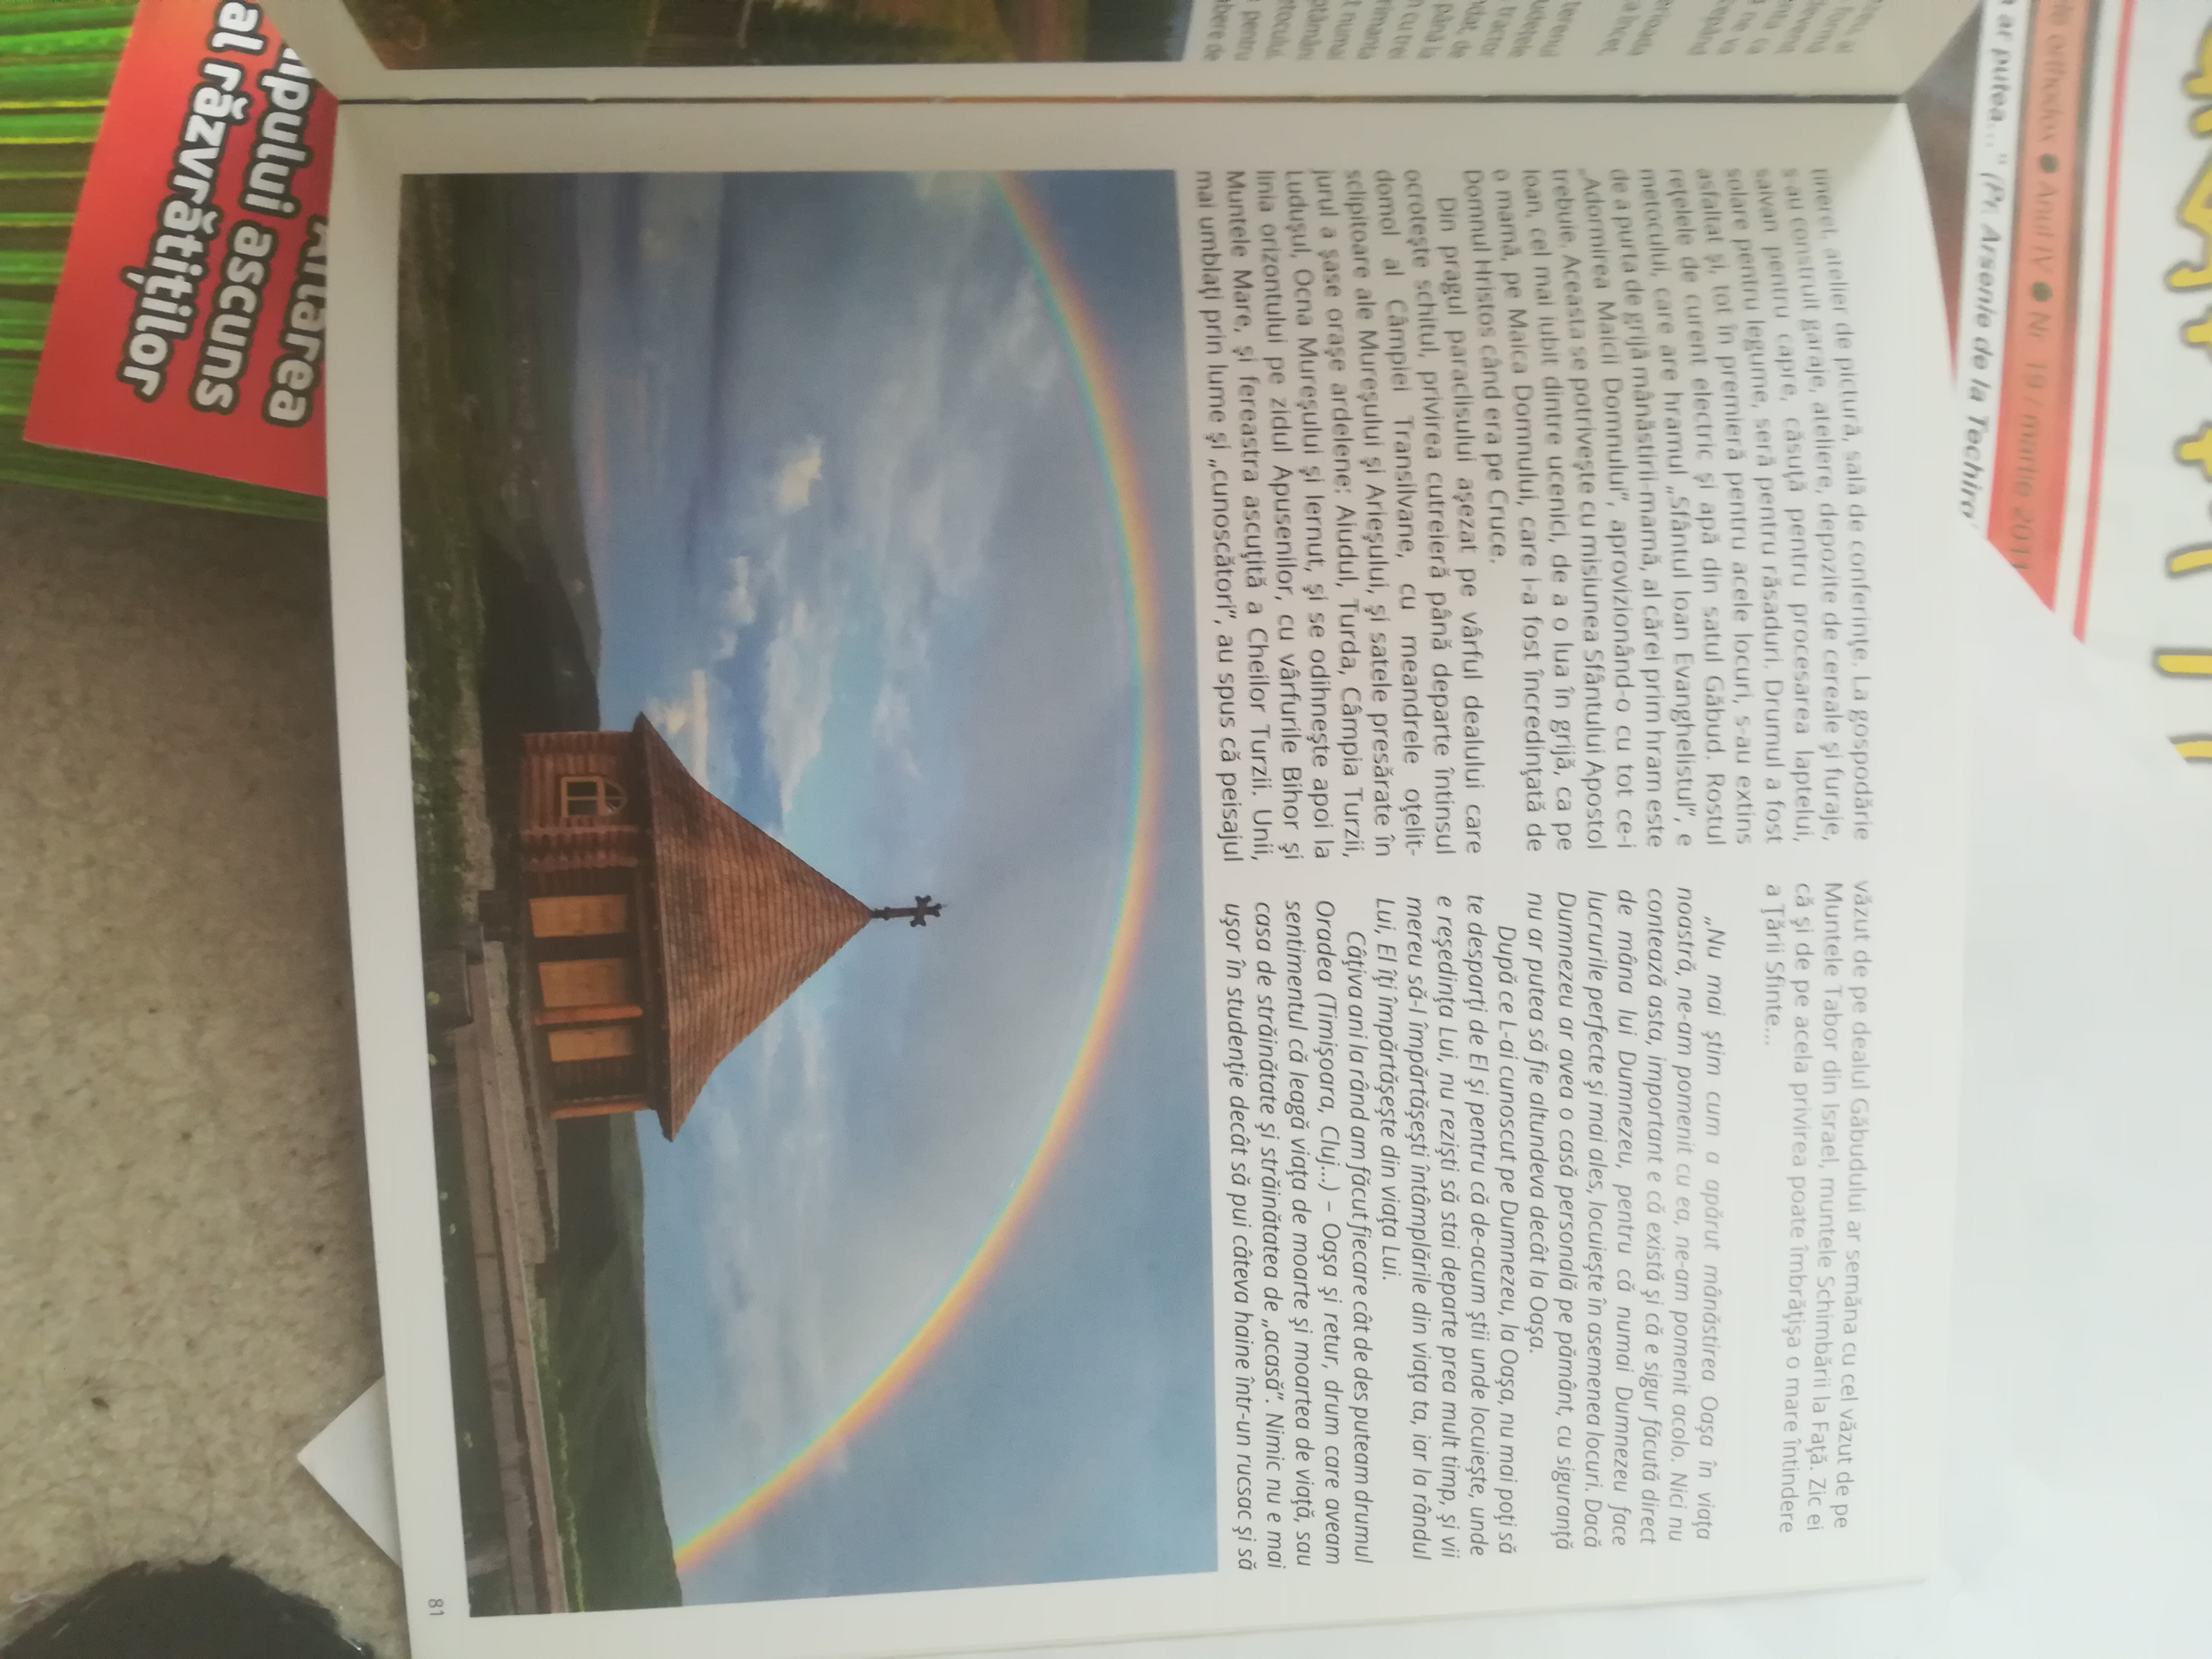 orthodox ● Anul IV ● Nr. 19 / martie 2011
ar putea..." (Pr. Arsenie de la Techirg
tineret, atelier de pictură, sală de conferinţe. La gospodărie
s-au construit garaje, ateliere, depozite de cereale şi furaje,
saivan pentru capre, căsuţă pentru procesarea laptelui,
solare pentru legume, seră pentru răsaduri. Drumul a fost
asfaltat şi, tot în premieră pentru acele locuri, s-au extins
reţelele de curent electric şi apă din satul Găbud. Rostul
metocului, care are hramul „Sfântul Ioan Evanghelistul", e
de a purta de grijă mânăstirii-mamă, al cărei prim hram este
„Adormirea Maicii Domnului", aprovizionând-o cu tot ce-i
trebuie. Aceasta se potriveşte cu misiunea Sfântului Apostol
Ioan, cel mai iubit dintre ucenici, de a o lua în grijă, ca pe
o mamă, pe Maica Domnului, care i-a fost încredinţată de
Domnul Hristos când era pe Cruce.
Din pragul paraclisului aşezat pe vârful dealului care
ocroteşte schitul, privirea cutreieră până departe întinsul
domol al Câmpiei Transilvane, cu meandrele oţelit-
sclipitoare ale Mureşului şi Arieşului, şi satele presărate în
jurul a şase oraşe ardelene: Aiudul, Turda, Câmpia Turzii,
Luduşul, Ocna Mureşului şi Iernut, şi se odihneşte apoi la
linia orizontului pe zidul Apusenilor, cu vârfurile Bihor şi
Muntele Mare, şi fereastra ascuţită a Cheilor Turzii. Unii,
mai umblaţi prin lume şi „cunoscători", au spus că peisajul
văzut de pe dealul Găbudului ar semăna cu cel văzut de pe
Muntele Tabor din Israel, muntele Schimbării la Faţă. Zic ei
că şi de pe acela privirea poate îmbrăţişa o mare întindere
a Ţării Sfinte...
„Nu mai ştim cum a apărut mânăstirea Oaşa în viaţa
noastră, ne-am pomenit cu ea, ne-am pomenit acolo. Nici nu
contează asta, important e că există şi că e sigur făcută direct
de mâna lui Dumnezeu, pentru că numai Dumnezeu face
lucrurile perfecte şi mai ales, locuieşte în asemenea locuri. Dacă
Dumnezeu ar avea o casă personală pe pământ, cu siguranţă
nu ar putea să fie altundeva decât la Oaşa.
După ce L-ai cunoscut pe Dumnezeu, la Oaşa, nu mai poţi să
te desparţi de El şi pentru că de-acum ştii unde locuieşte, unde
e reşedinţa Lui, nu rezişti să stai departe prea mult timp, şi vii
mereu să-I împărtăşeşti întâmplările din viaţa ta, iar la rândul
Lui, El îţi împărtăşeşte din viaţa Lui.
Câţiva ani la rând am făcut fiecare cât de des puteam drumul
Oradea (Timişoara, Cluj...) – Oaşa şi retur, drum care aveam
sentimentul că leagă viaţa de moarte şi moartea de viaţă, sau
casa de străinătate şi străinătatea de „acasă". Nimic nu e mai
uşor în studenţie decât să pui câteva haine într-un rucsac şi să
81
Aflarea
ipului ascuns
al răzvrătiților